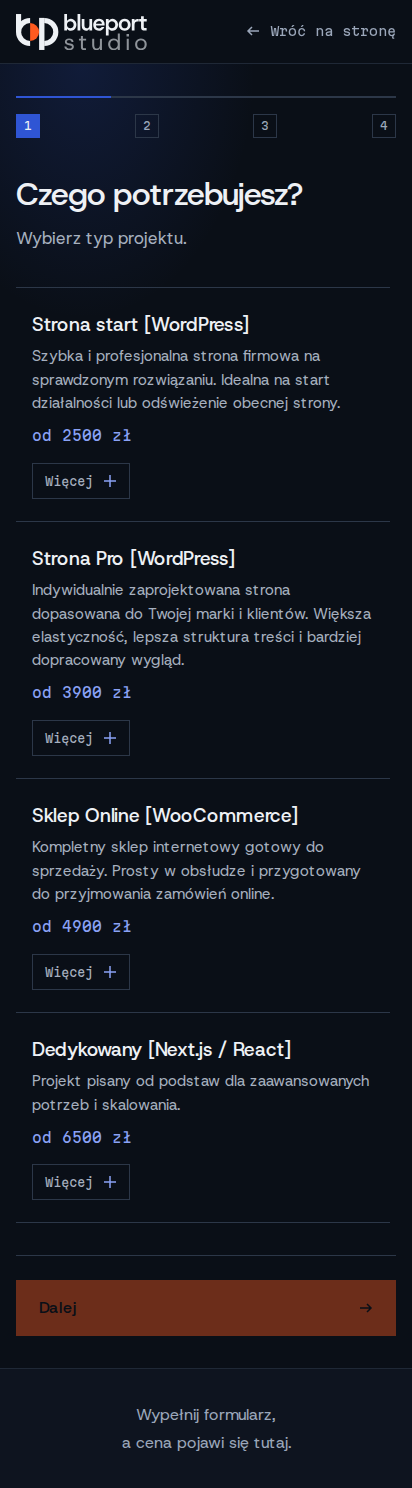 blueport
studio
← Wróć na stronę
1 2 3 4
Czego potrzebujesz?
Wybierz typ projektu.
Strona start [WordPress]
Szybka i profesjonalna strona firmowa na
sprawdzonym rozwiązaniu. Idealna na start
działalności lub odświeżenie obecnej strony.
od 2500 zł
Więcej +
Strona Pro [WordPress]
Indywidualnie zaprojektowana strona
dopasowana do Twojej marki i klientów. Większa
elastyczność, lepsza struktura treści i bardziej
dopracowany wygląd.
od 3900 zł
Więcej +
Sklep Online [WooCommerce]
Kompletny sklep internetowy gotowy do
sprzedaży. Prosty w obsłudze i przygotowany
do przyjmowania zamówień online.
od 4900 zł
Więcej +
Dedykowany [Next.js / React]
Projekt pisany od podstaw dla zaawansowanych
potrzeb i skalowania.
od 6500 zł
Więcej +
Dalej →
Wypełnij formularz,
a cena pojawi się tutaj.